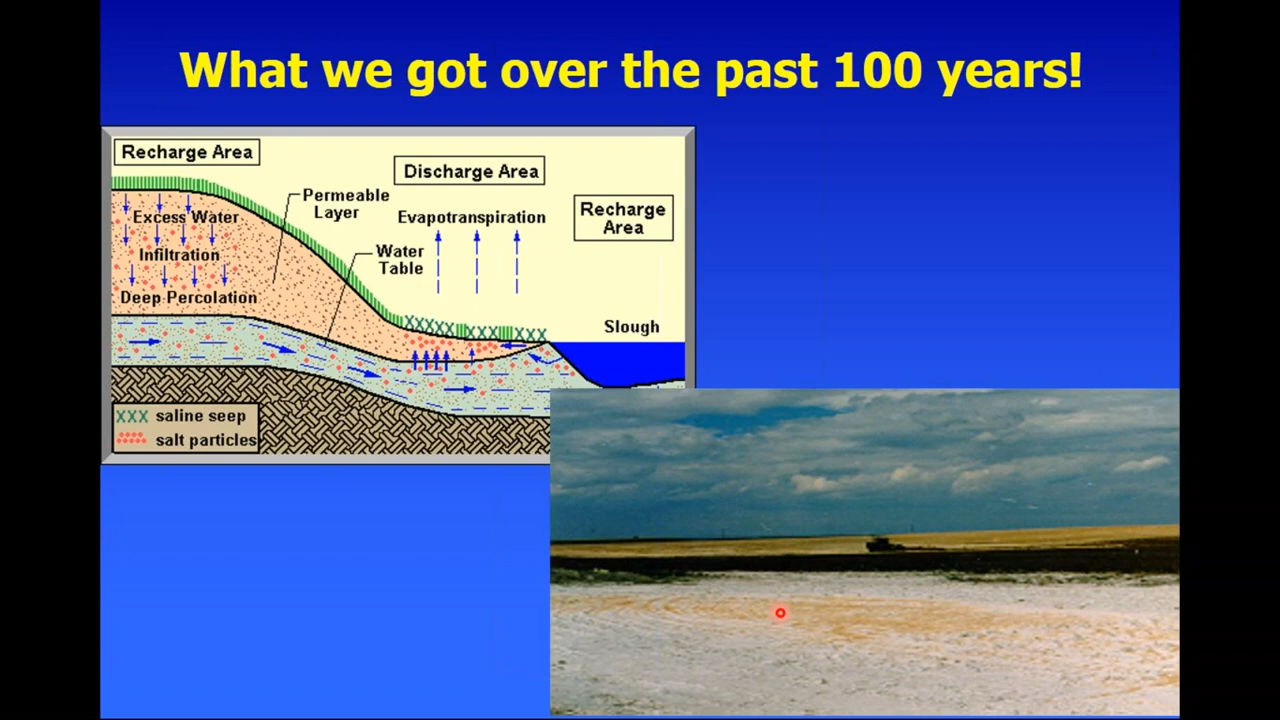 What we got over the past 100 years!
Recharge Area
Discharge Area
Permeable
Layer
Recharge
Area
Excess Water
Evapotranspiration
Water
Table
Infiltration
Deep Percolation
Slough
XXX saline seep
salt particles